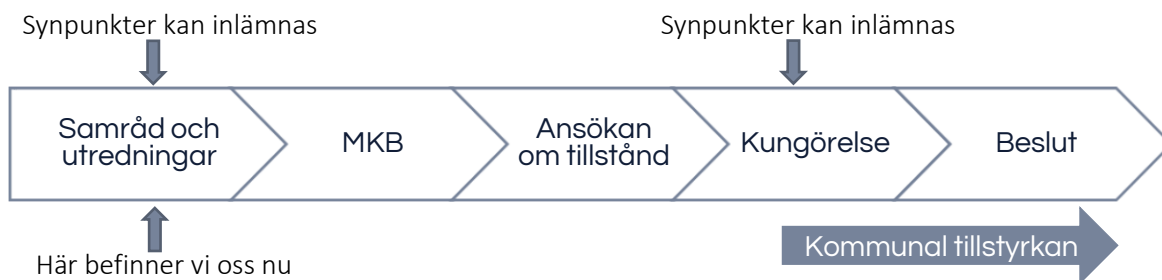 Synpunkter kan inlämnas
Synpunkter kan inlämnas
Samråd och
utredningar
MKB
Ansökan
om tillstånd
Kungörelse
Beslut
Kommunal tillstyrkan
Här befinner vi oss nu